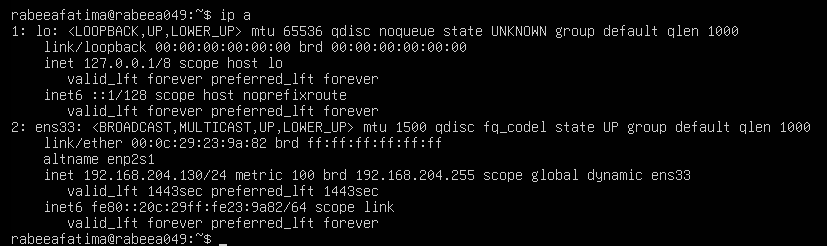 rabeeafatima@rabeea049:~$ ip a
1: lo: <LOOPBACK,UP,LOWER_UP> mtu 65536 qdisc noqueue state UNKNOWN group default qlen 1000
    link/loopback 00:00:00:00:00:00 brd 00:00:00:00:00:00
    inet 127.0.0.1/8 scope host lo
       valid_lft forever preferred_lft forever
    inet6 ::1/128 scope host noprefixroute
       valid_lft forever preferred_lft forever
2: ens33: <BROADCAST,MULTICAST,UP,LOWER_UP> mtu 1500 qdisc fq_codel state UP group default qlen 1000
    link/ether 00:0c:29:23:9a:82 brd ff:ff:ff:ff:ff:ff
    altname enp2s1
    inet 192.168.204.130/24 metric 100 brd 192.168.204.255 scope global dynamic ens33
       valid_lft 1443sec preferred_lft 1443sec
    inet6 fe80::20c:29ff:fe23:9a82/64 scope link
       valid_lft forever preferred_lft forever
rabeeafatima@rabeea049:~$ _